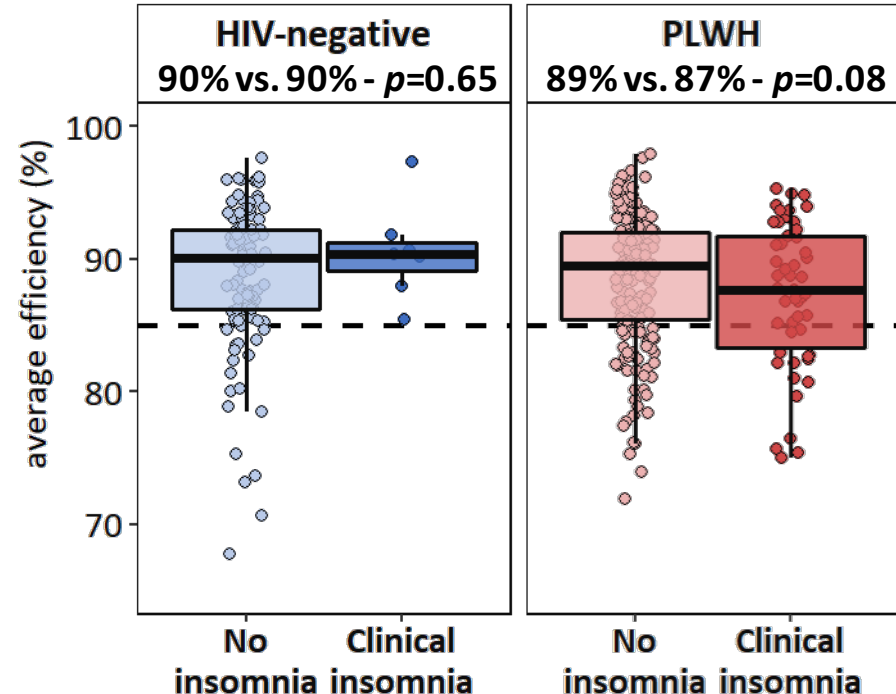 HIV-negative
90% vs. 90% - p=0.65
PLWH
89% vs. 87% - p=0.08
average efficiency (%)
100
90
80
70
No insomnia
Clinical insomnia
No insomnia
Clinical insomnia